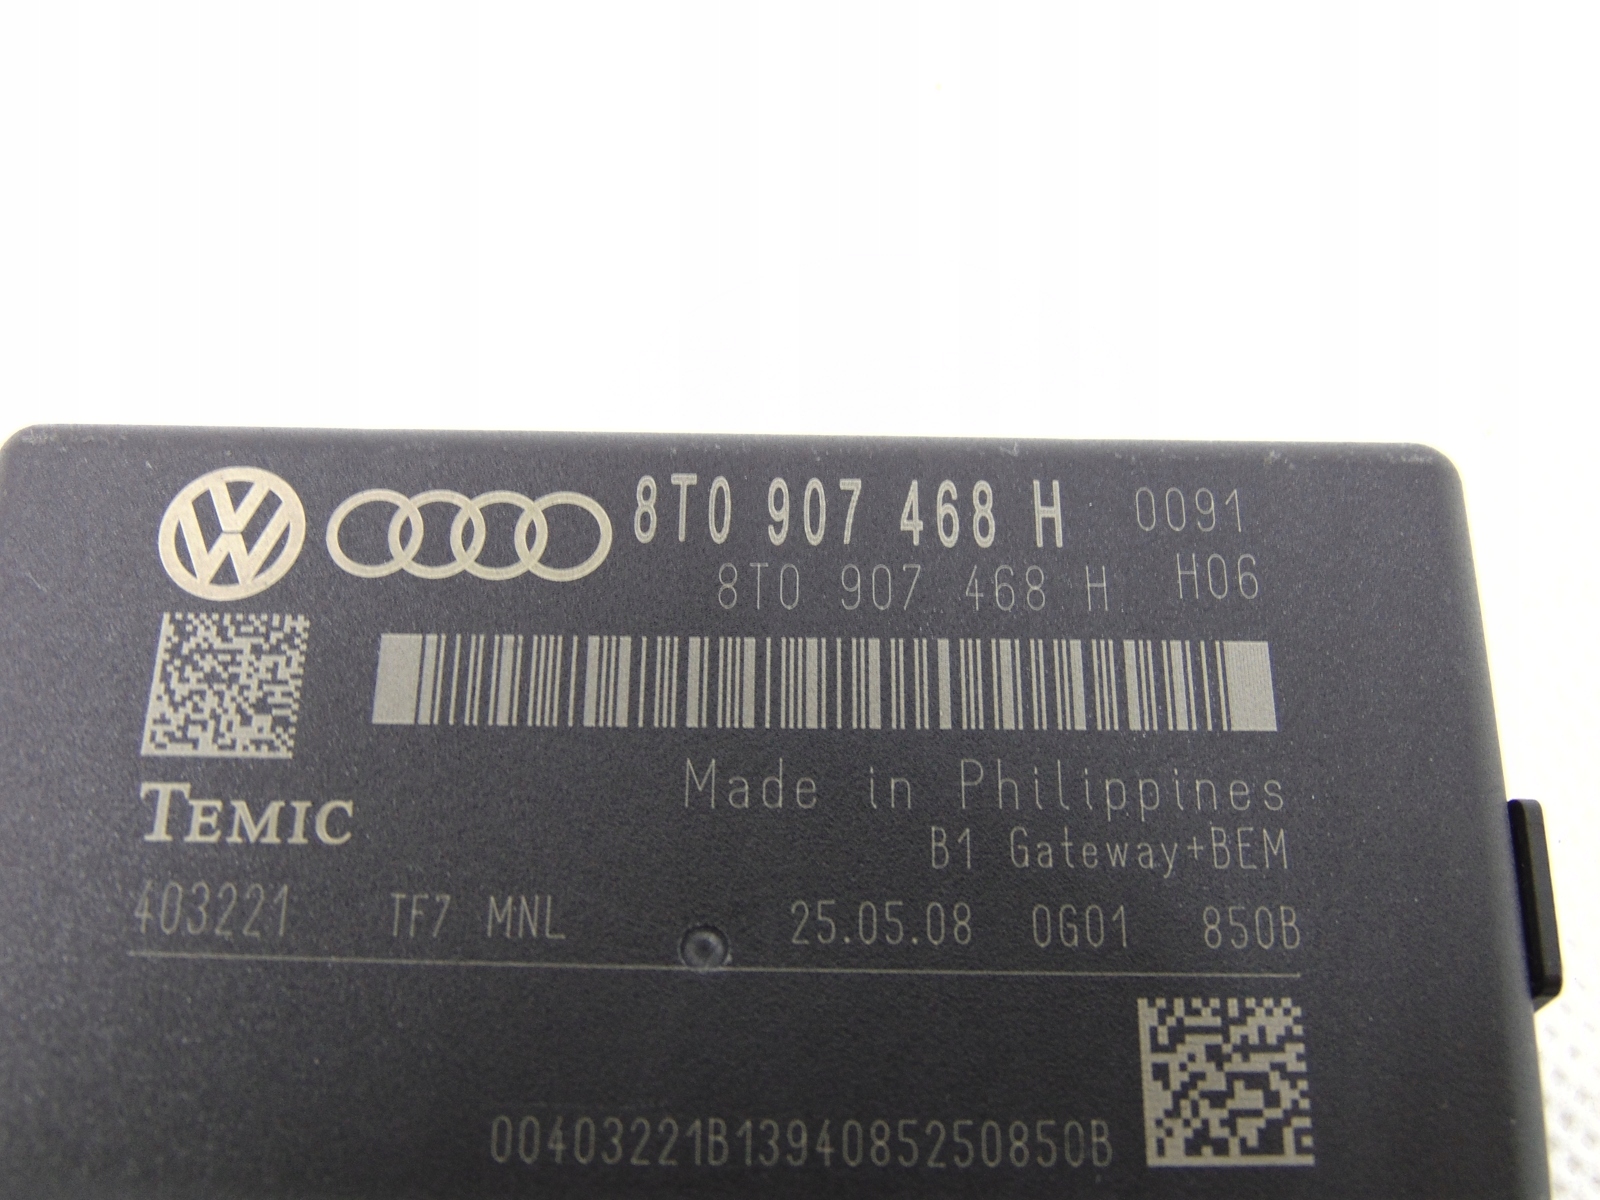 8T0 907 468 H 0091
8T0 907 468 H H06
TEMIC
Made in Philippines
B1 Gateway+BEM
403221 TF7 MNL 25.05.08 0G01 850B
00403221B1394085250850B